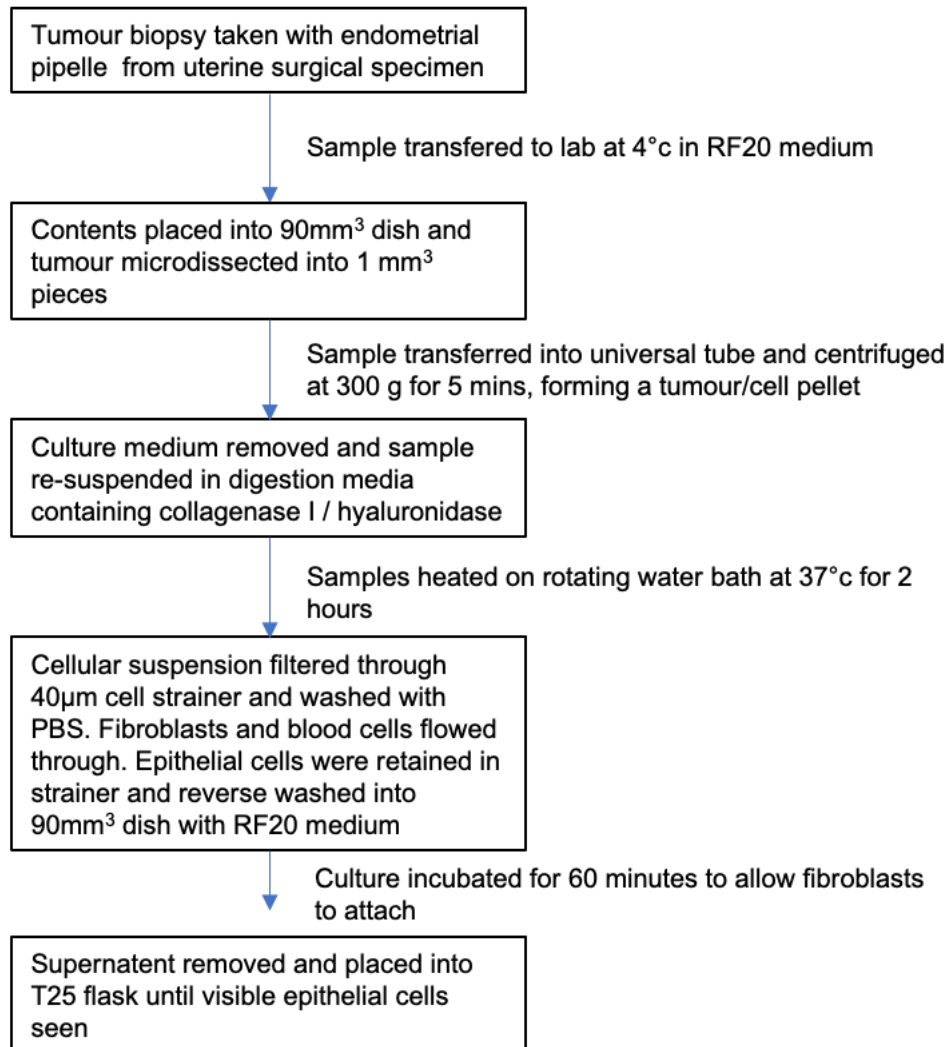 Tumour biopsy taken with endometrial
pipelle  from uterine surgical specimen
Sample transfered to lab at 4°c in RF20 medium
Contents placed into 90mm³ dish and
tumour microdissected into 1 mm³
pieces
Sample transferred into universal tube and centrifuged
at 300 g for 5 mins, forming a tumour/cell pellet
Culture medium removed and sample
re-suspended in digestion media
containing collagenase I / hyaluronidase
Samples heated on rotating water bath at 37°c for 2
hours
Cellular suspension filtered through
40µm cell strainer and washed with
PBS. Fibroblasts and blood cells flowed
through. Epithelial cells were retained in
strainer and reverse washed into
90mm³ dish with RF20 medium
Culture incubated for 60 minutes to allow fibroblasts
to attach
Supernatent removed and placed into
T25 flask until visible epithelial cells
seen